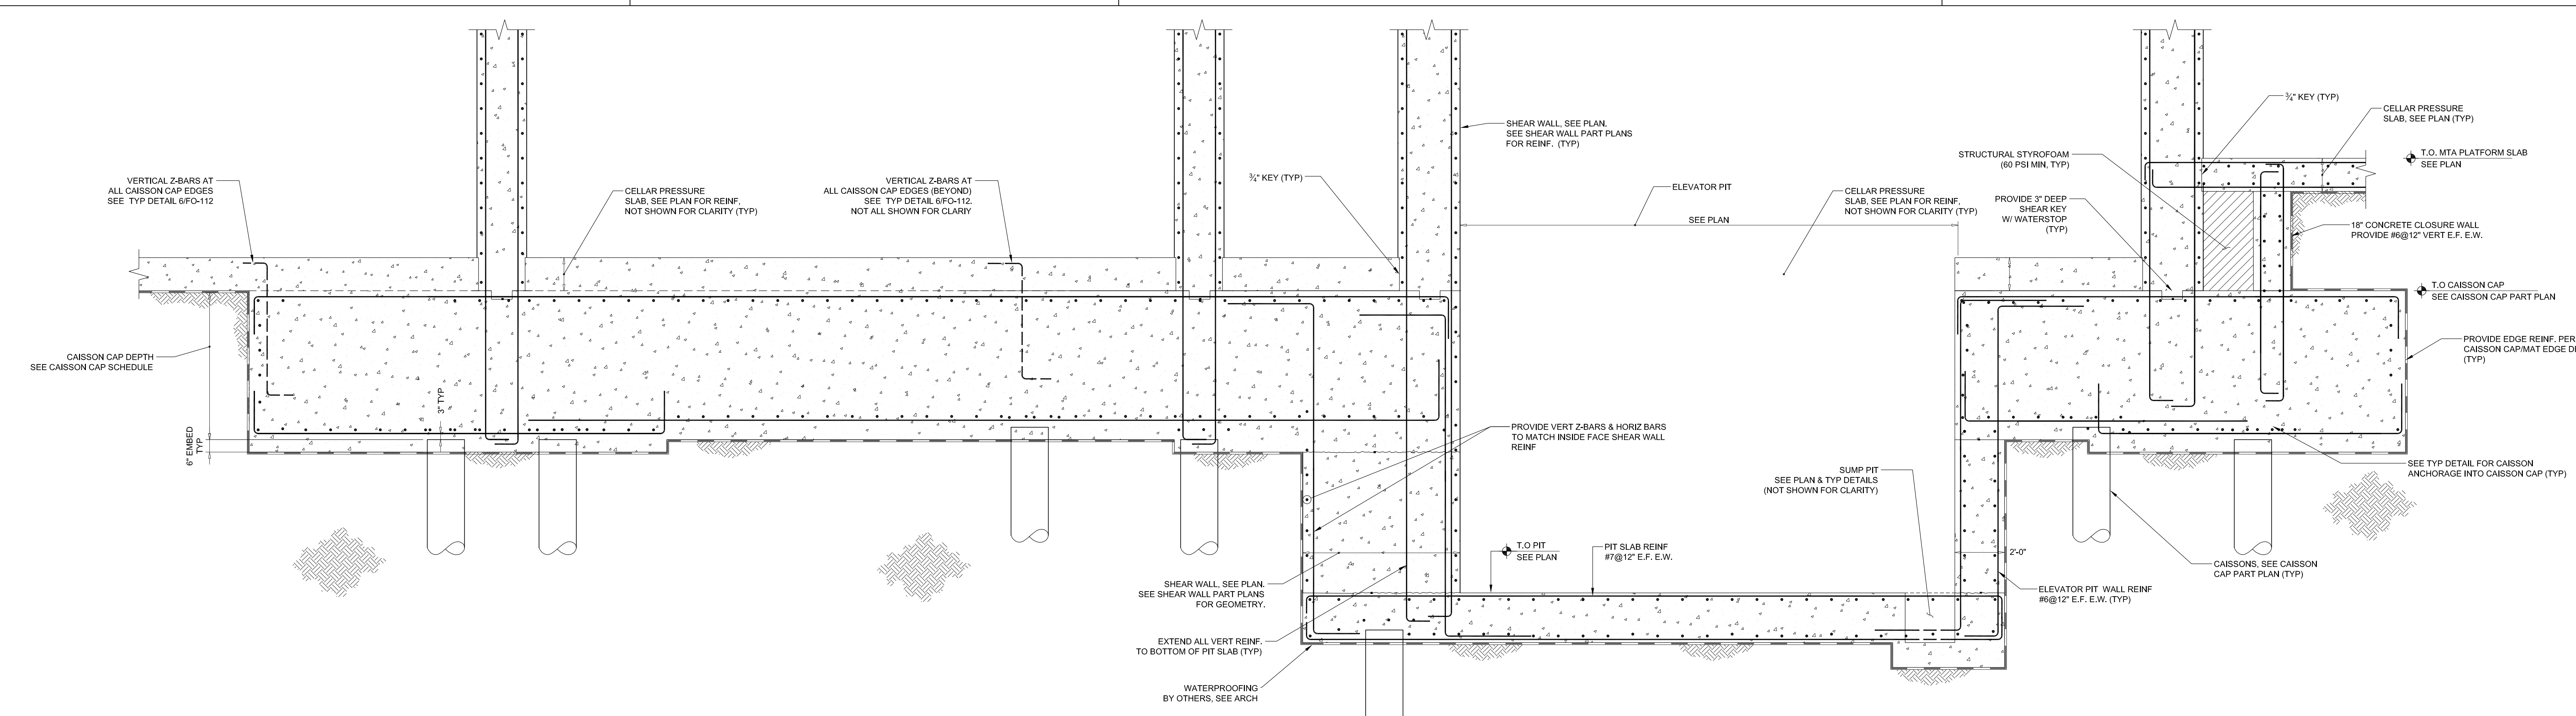 VERTICAL Z-BARS AT
ALL CAISSON CAP EDGES
SEE TYP DETAIL 6/FO-112
CELLAR PRESSURE
SLAB, SEE PLAN FOR REINF,
NOT SHOWN FOR CLARITY (TYP)
VERTICAL Z-BARS AT
ALL CAISSON CAP EDGES (BEYOND)
SEE TYP DETAIL 6/FO-112.
NOT ALL SHOWN FOR CLARIY
¾" KEY (TYP)
SHEAR WALL, SEE PLAN.
SEE SHEAR WALL PART PLANS
FOR REINF. (TYP)
ELEVATOR PIT
SEE PLAN
CELLAR PRESSURE
SLAB, SEE PLAN FOR REINF,
NOT SHOWN FOR CLARITY (TYP)
STRUCTURAL STYROFOAM
(60 PSI MIN, TYP)
PROVIDE 3" DEEP
SHEAR KEY
W/ WATERSTOP
(TYP)
¾" KEY (TYP)
CELLAR PRESSURE
SLAB, SEE PLAN (TYP)
T.O. MTA PLATFORM SLAB
SEE PLAN
18" CONCRETE CLOSURE WALL
PROVIDE #6@12" VERT E.F. E.W.
T.O CAISSON CAP
SEE CAISSON CAP PART PLAN
PROVIDE EDGE REINF. PER
CAISSON CAP/MAT EDGE
(TYP)
CAISSON CAP DEPTH
SEE CAISSON CAP SCHEDULE
6" EMBED
TYP
3" TYP
PROVIDE VERT Z-BARS & HORIZ BARS
TO MATCH INSIDE FACE SHEAR WALL
REINF
SUMP PIT
SEE PLAN & TYP DETAILS
(NOT SHOWN FOR CLARITY)
SEE TYP DETAIL FOR CAISSON
ANCHORAGE INTO CAISSON CAP (TYP)
T.O PIT
SEE PLAN
PIT SLAB REINF
#7@12" E.F. E.W.
2'-0"
CAISSONS, SEE CAISSON
CAP PART PLAN (TYP)
SHEAR WALL, SEE PLAN.
SEE SHEAR WALL PART PLANS
FOR GEOMETRY.
ELEVATOR PIT WALL REINF
#6@12" E.F. E.W. (TYP)
EXTEND ALL VERT REINF.
TO BOTTOM OF PIT SLAB (TYP)
WATERPROOFING
BY OTHERS, SEE ARCH